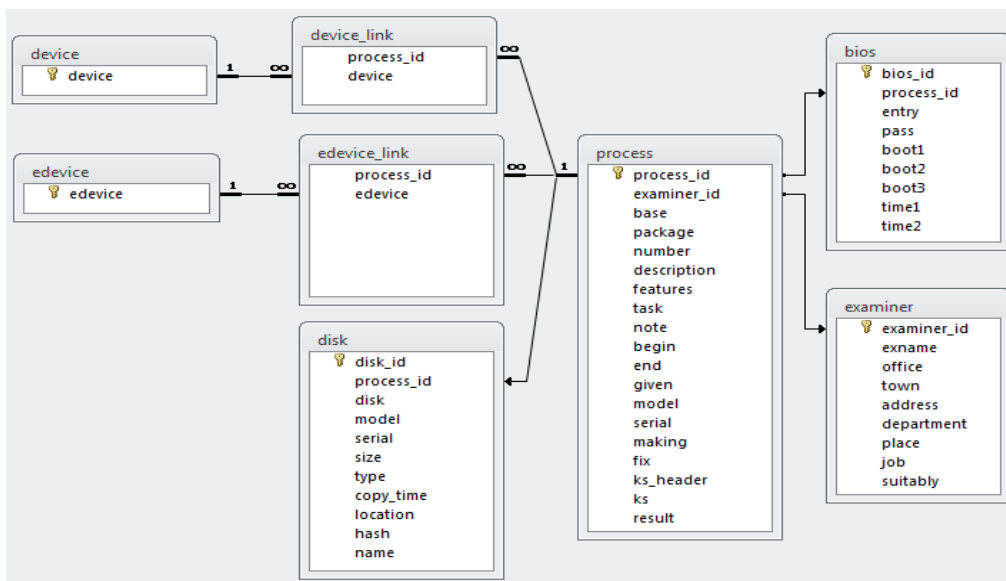 device
device
edevice
edevice
device_link
process_id
device
edevice_link
process_id
edevice
disk
disk_id
process_id
disk
model
serial
size
type
copy_time
location
hash
name
process
process_id
examiner_id
base
package
number
description
features
task
note
begin
end
given
model
serial
making
fix
ks_header
ks
result
bios
bios_id
process_id
entry
pass
boot1
boot2
boot3
time1
time2
examiner
examiner_id
exname
office
town
address
department
place
job
suitably
1 ∞
1 ∞
∞
∞ 1